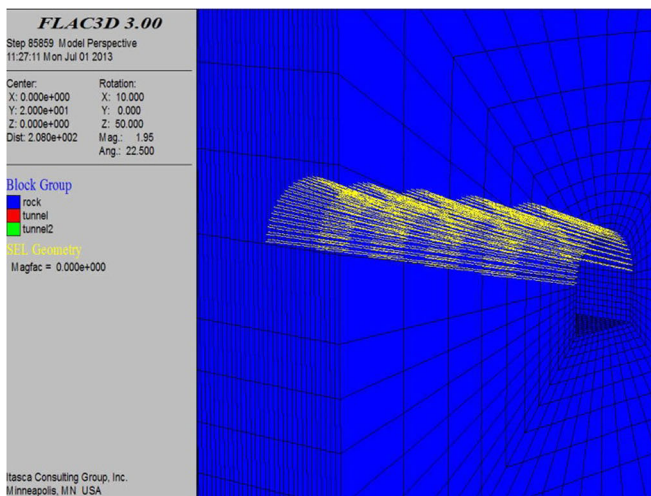 FLAC3D 3.00
Step 85859 Model Perspective
11:27:11 Mon Jul 01 2013
Center:
X: 0.000e+000
Y: 2.000e+001
Z: 0.000e+000
Dist: 2.080e+002
Rotation:
X: 10.000
Y: 0.000
Z: 50.000
Mag.: 1.95
Ang.: 22.500
Block Group
rock
tunnel
tunnel2
SEL Geometry
Magfac = 0.000e+000
Itasca Consulting Group, Inc.
Minneapolis, MN USA